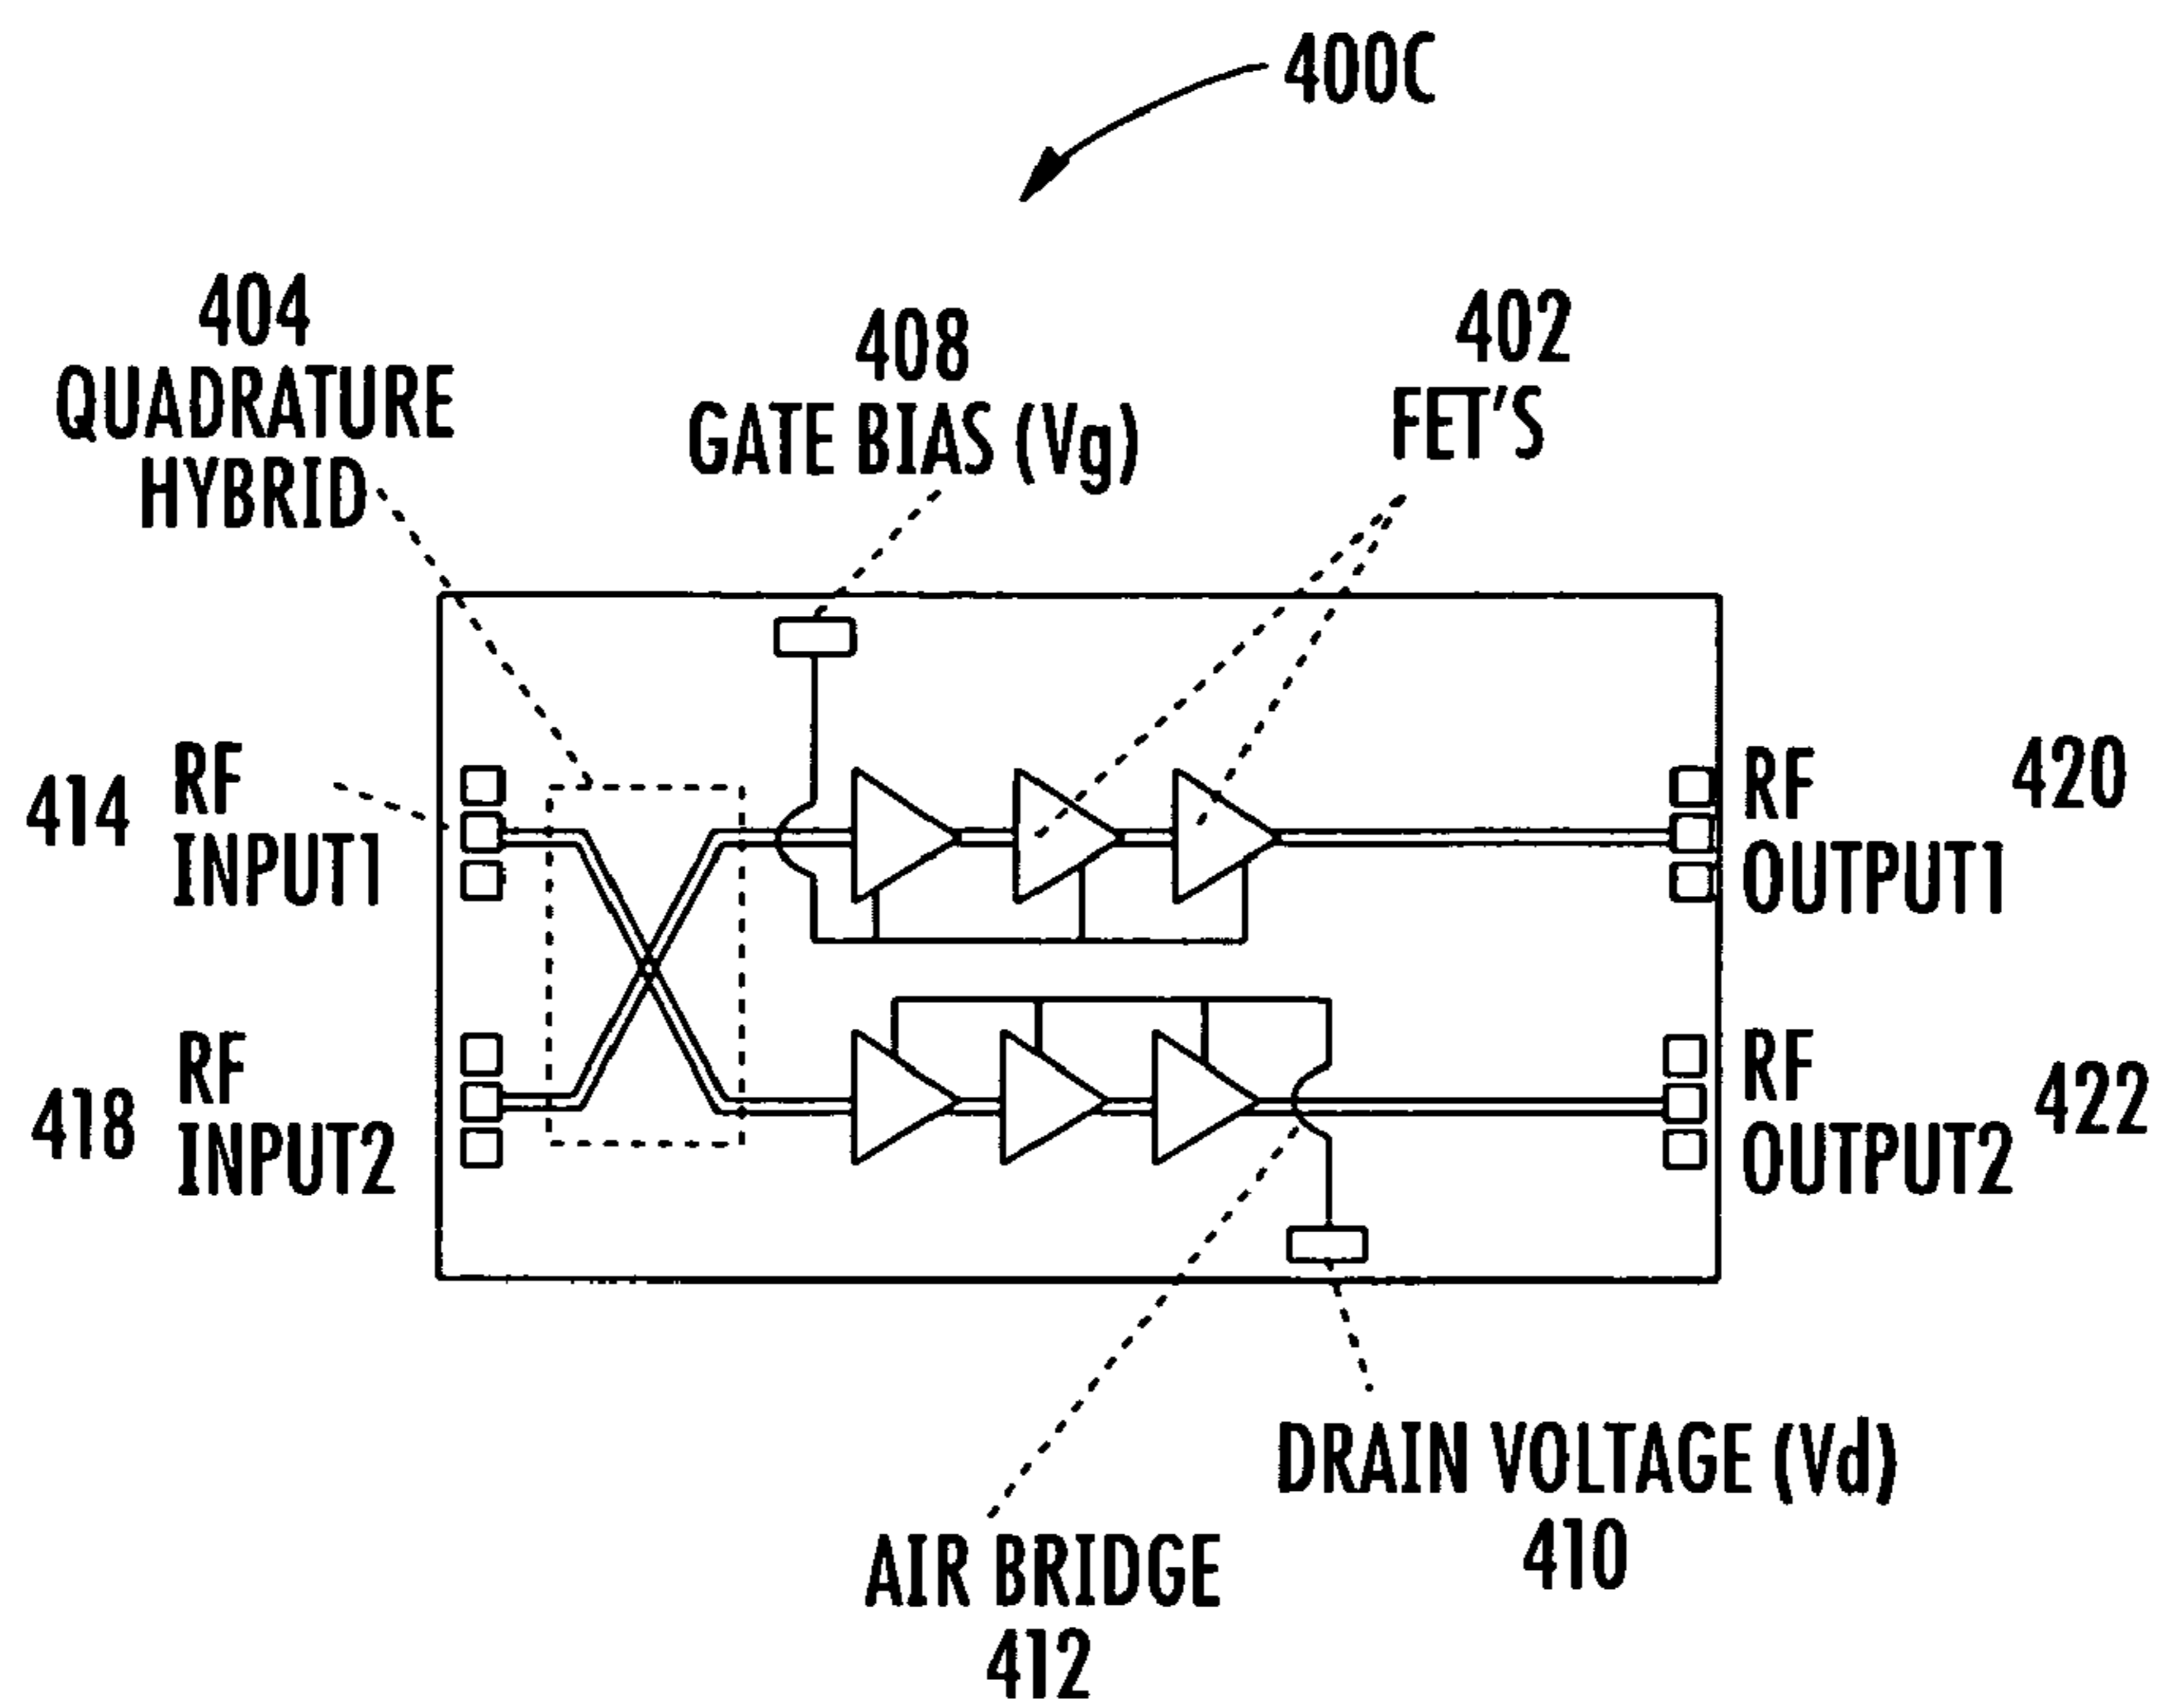 400C
404
QUADRATURE
HYBRID
408
GATE BIAS (Vg)
402
FET'S
414
RF
INPUT1
RF
OUTPUT1
420
418
RF
INPUT2
RF
OUTPUT2
422
DRAIN VOLTAGE (Vd)
410
AIR BRIDGE
412